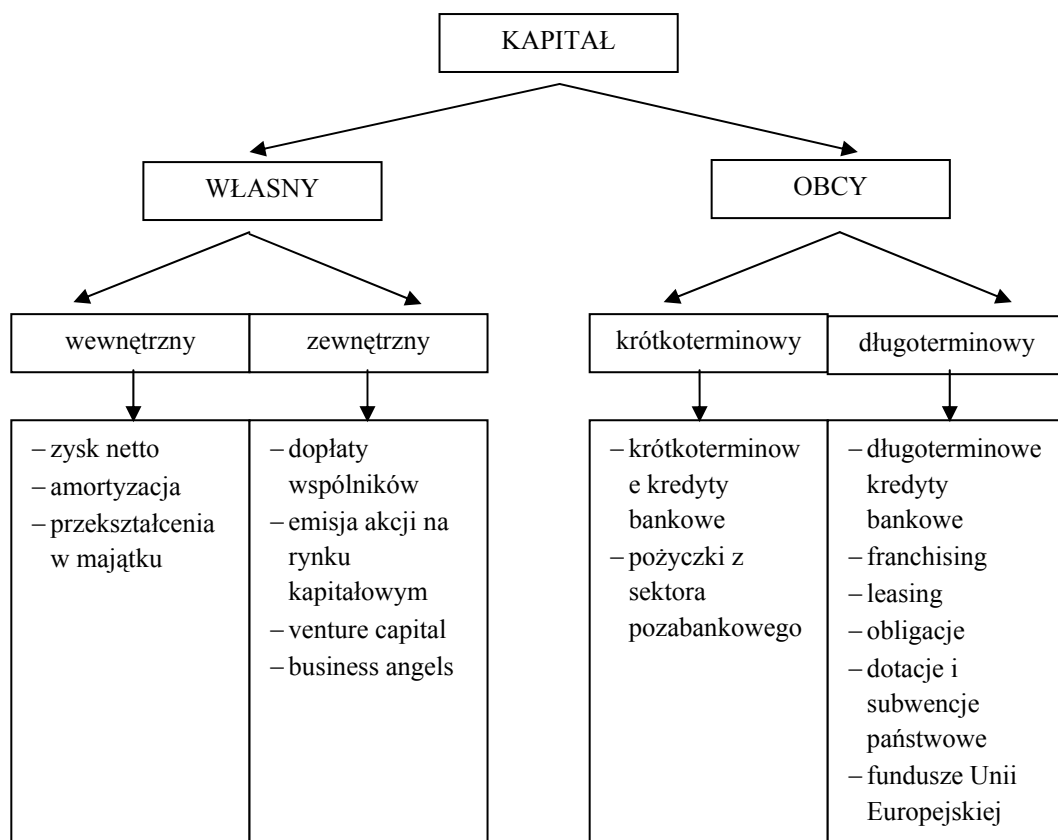 KAPITAŁ
WŁASNY
OBCY
wewnętrzny
zewnętrzny
krótkoterminowy
długoterminowy
– zysk netto
– amortyzacja
– przekształcenia
w majątku
– dopłaty
wspólników
– emisja akcji na
rynku
kapitałowym
– venture capital
– business angels
– krótkoterminow
e kredyty
bankowe
– pożyczki z
sektora
pozabankowego
– długoterminowe
kredyty
bankowe
– franchising
– leasing
– obligacje
– dotacje i
subwencje
państwowe
– fundusze Unii
Europejskiej